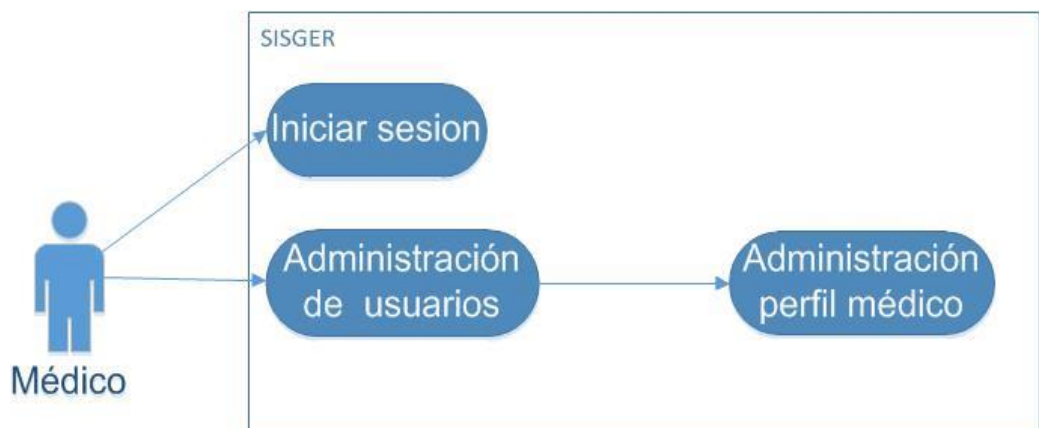 SISGER
Iniciar sesion
Administración
de usuarios
Administración
perfil médico
Médico